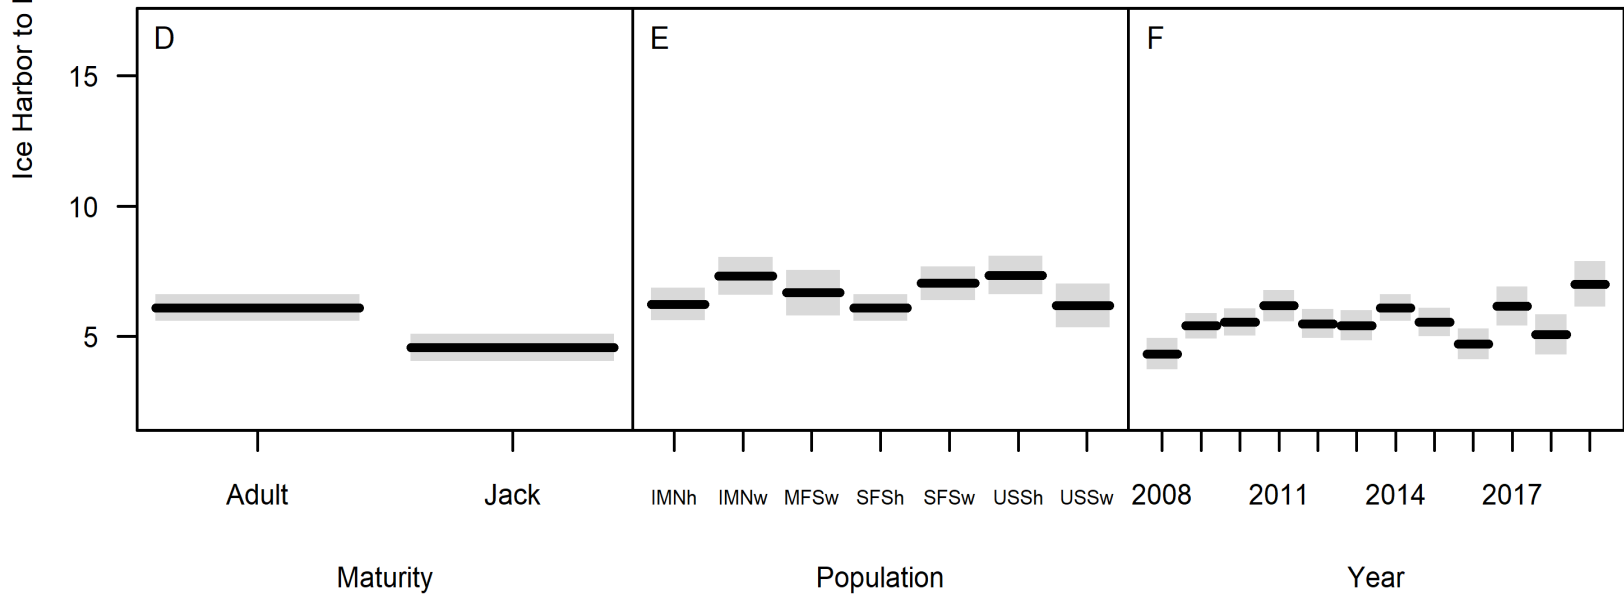 Ice Harbor to
D
E
F
15
10
5
Adult Jack
IMNh IMNw MFSw SFSh SFSw USSh USSw
2008 2011 2014 2017
Maturity
Population
Year